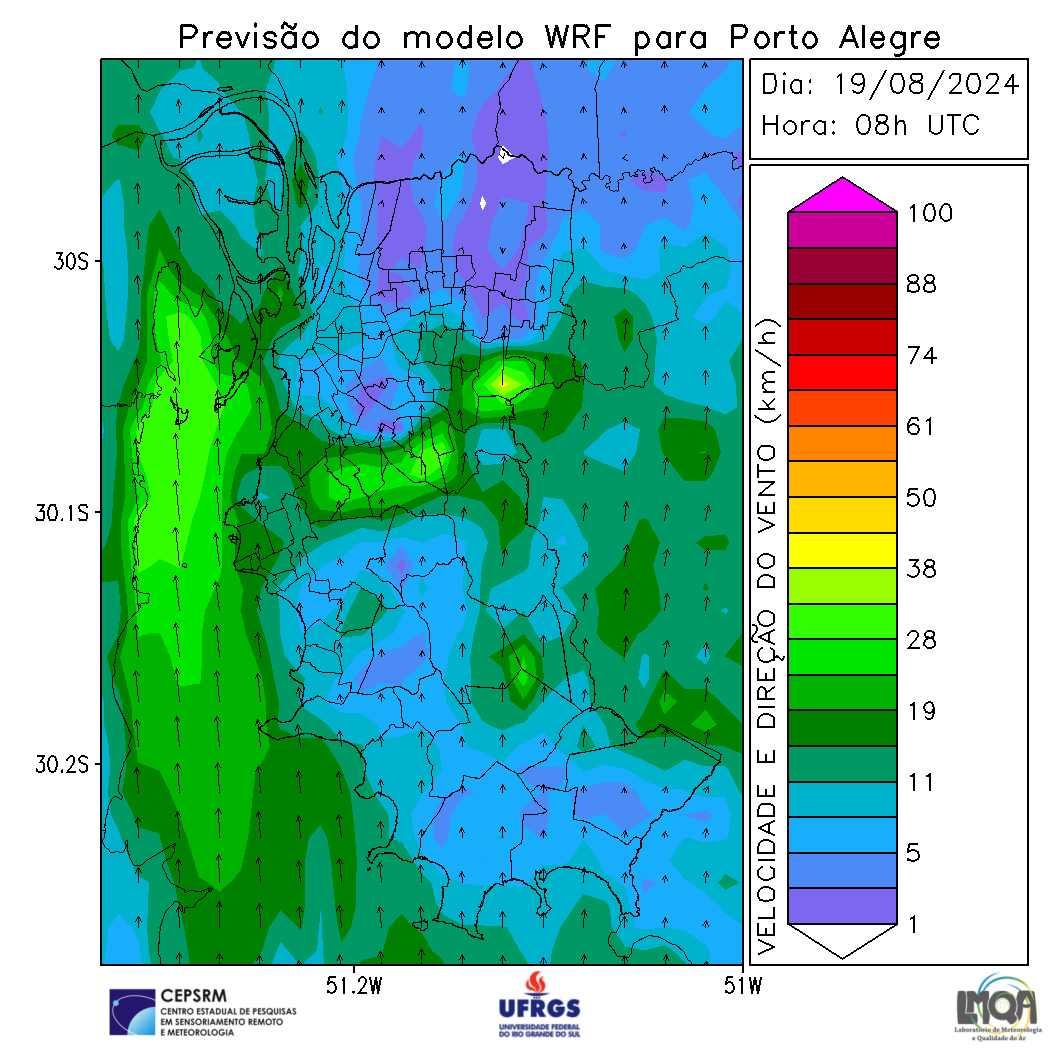 Previsão do modelo WRF para Porto Alegre
Dia: 19/08/2024
Hora: 08h UTC
30S
30.1S
30.2S
51.2W
51W
VELOCIDADE E DIREÇÃO DO VENTO (km/h)
100
88
74
61
50
38
28
19
11
5
1
CEPSRM
CENTRO ESTADUAL DE PESQUISAS
EM SENSORIAMENTO REMOTO
E METEOROLOGIA
UFRGS
UNIVERSIDADE FEDERAL
DO RIO GRANDE DO SUL
LMQA
Laboratório de Meteorologia
e Qualidade do Ar